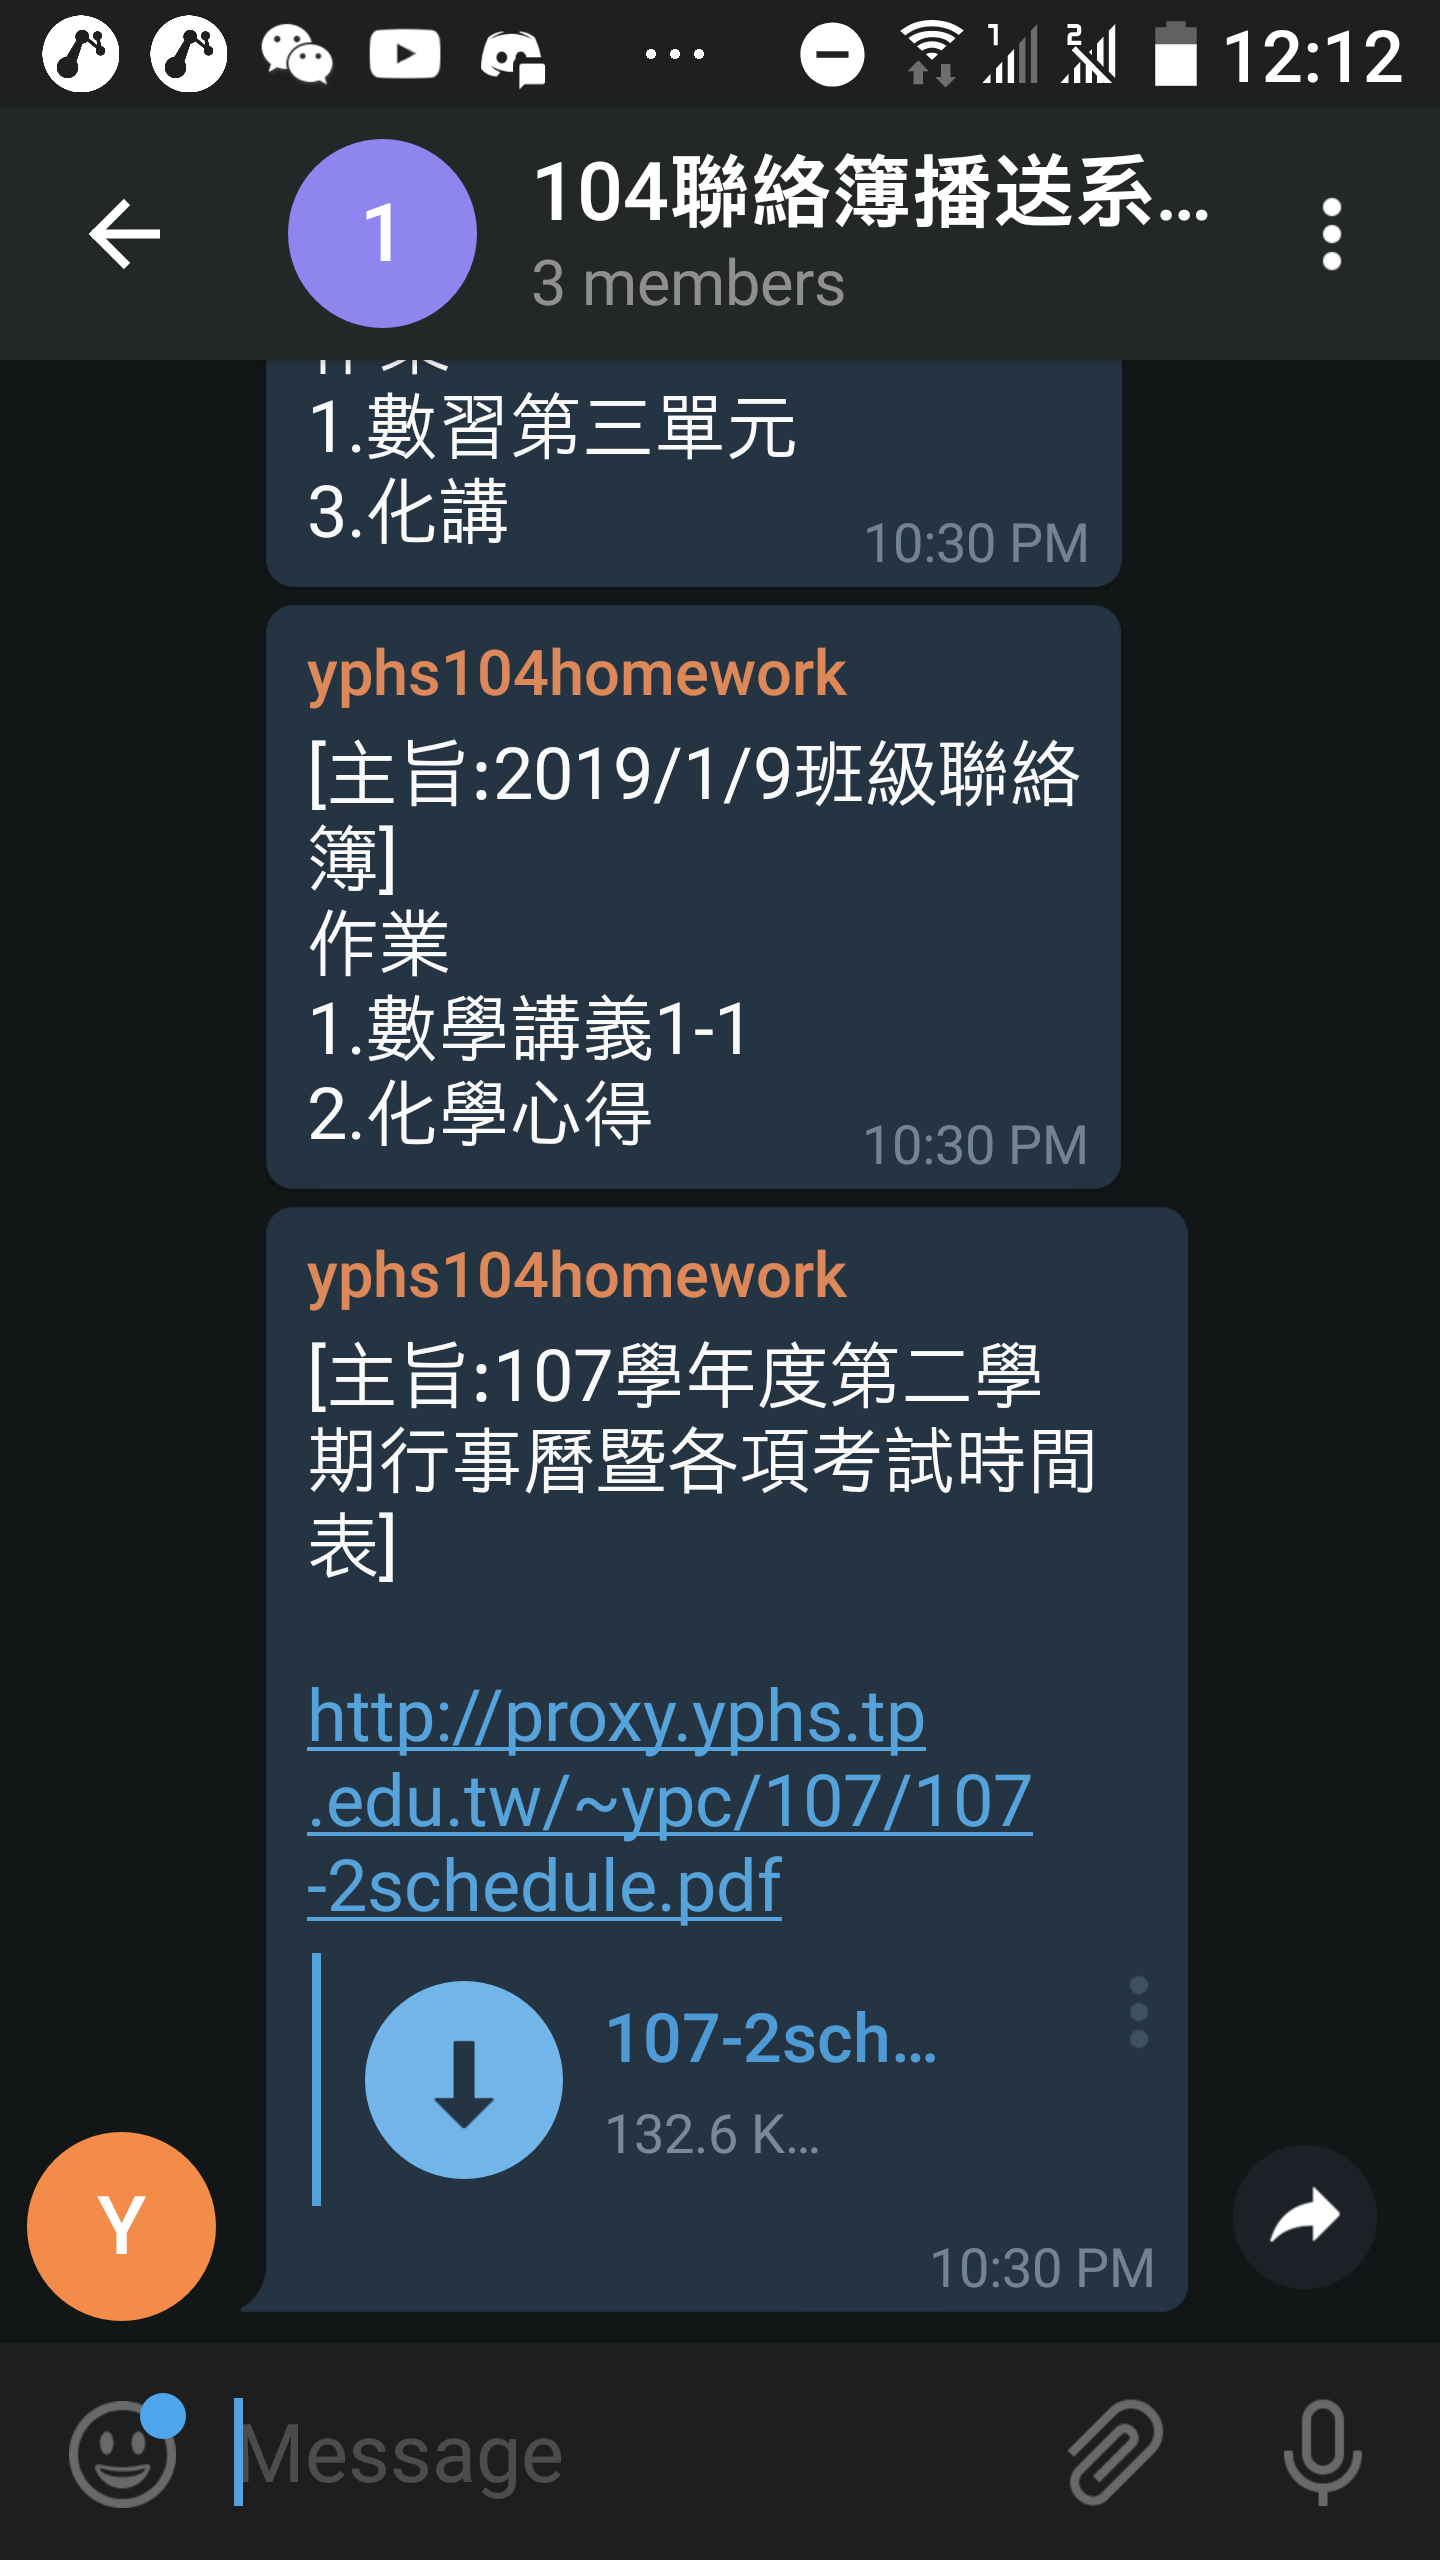 12:12
1
104聯絡簿播送系...
3 members
作業
1.數習第三單元
3.化講
10:30 PM
yphs104homework
[主旨:2019/1/9班級聯絡
簿]
作業
1.數學講義1-1
2.化學心得
10:30 PM
yphs104homework
[主旨:107學年度第二學
期行事曆暨各項考試時間
表]
http://proxy.yphs.tp
.edu.tw/~ypc/107/107
-2schedule.pdf
107-2sch...
132.6 K...
10:30 PM
Y
Message